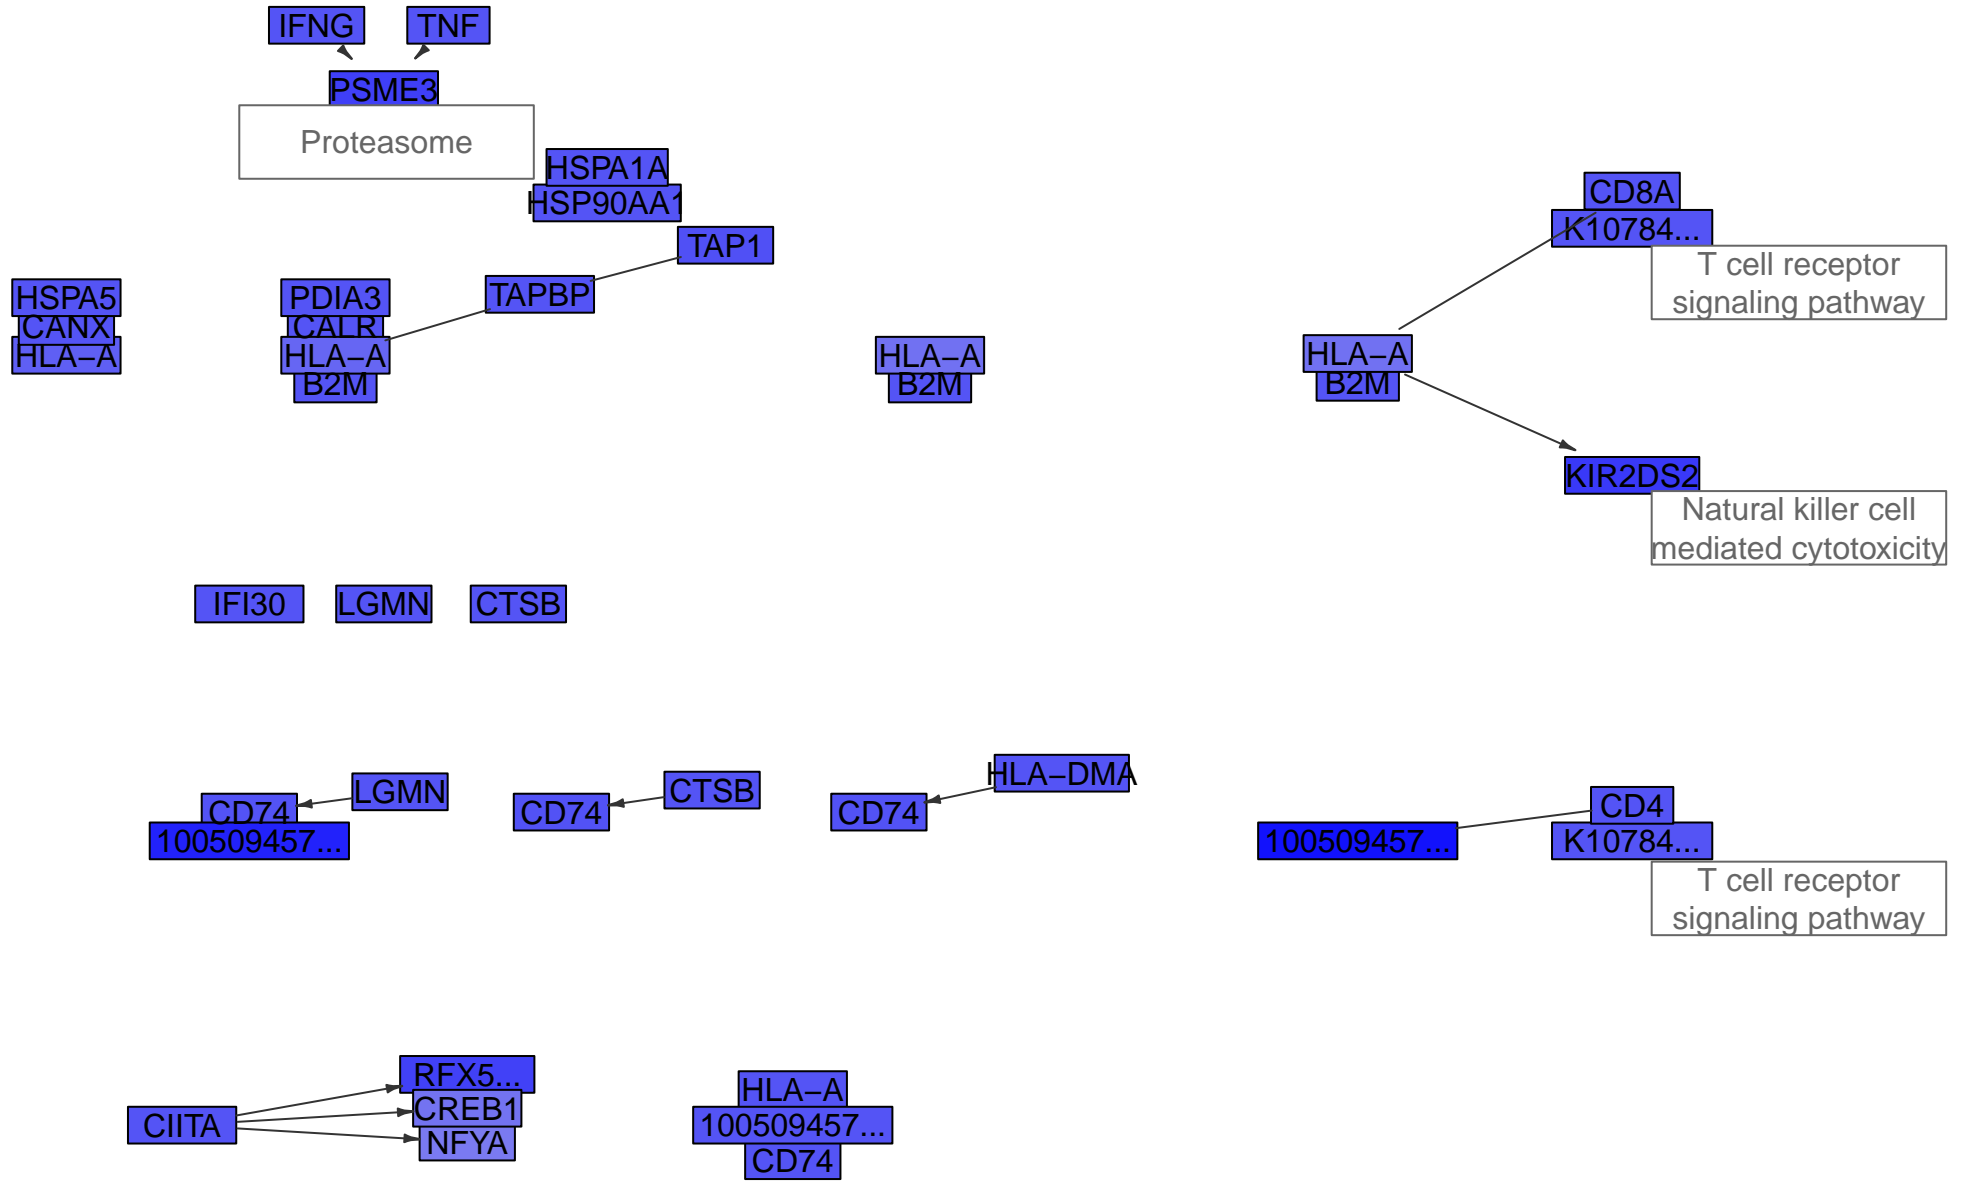 IFNG
TNF
PSME3
Proteasome
HSPA1A
HSP90AA1
TAP1
CD8A
K10784...
T cell receptor
signaling pathway
HSPA5
CANX
HLA−A
PDIA3
CALR
HLA−A
B2M
TAPBP
HLA−A
B2M
HLA−A
B2M
KIR2DS2
Natural killer cell
mediated cytotoxicity
IFI30
LGMN
CTSB
LGMN
CD74
100509457...
CTSB
CD74
HLA−DMA
CD74
100509457...
CD4
K10784...
T cell receptor
signaling pathway
CIITA
RFX5...
CREB1
NFYA
HLA−A
100509457...
CD74